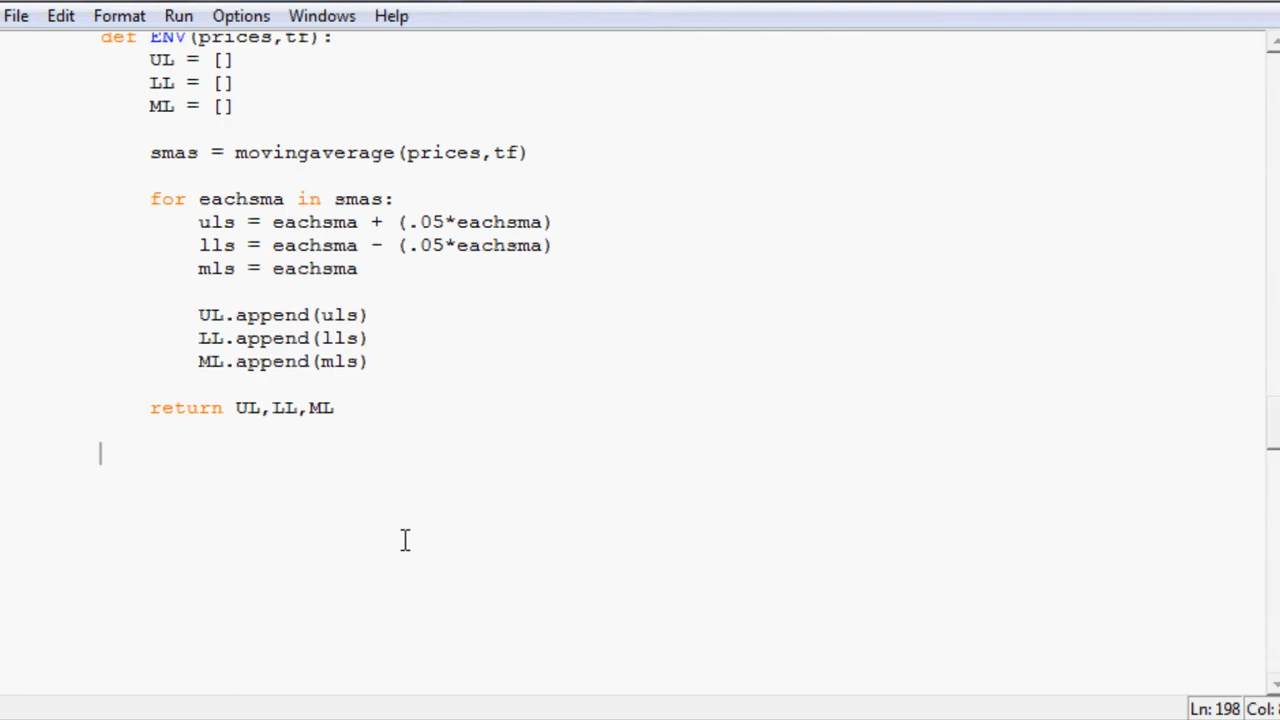 File Edit Format Run Options Windows Help
def ENV(prices,tf):
UL = []
LL = []
ML = []
smas = movingaverage(prices,tf)
for eachsma in smas:
uls = eachsma + (.05*eachsma)
lls = eachsma - (.05*eachsma)
mls = eachsma
UL.append(uls)
LL.append(lls)
ML.append(mls)
return UL,LL,ML
Ln: 198 Col: